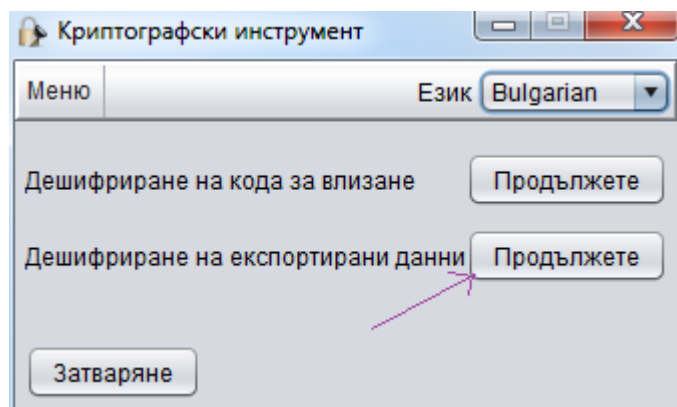 Криптографски инструмент
Меню Език Bulgarian
Дешифриране на кода за влизане Продължете
Дешифриране на експортирани данни Продължете
Затваряне